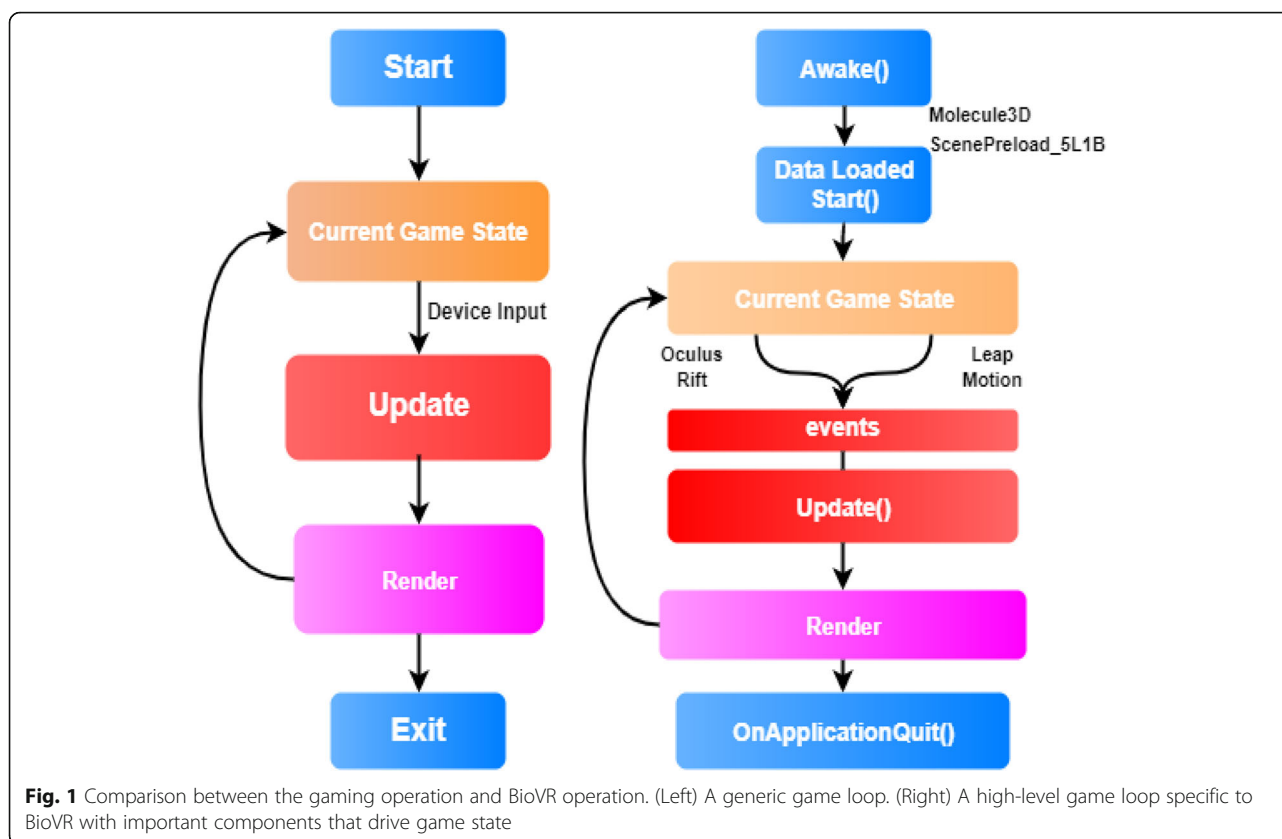 Start
Current Game State
Device Input
Update
Render
Exit
Awake()
Molecule3D
ScenePreload_5L1B
Data Loaded
Start()
Current Game State
Oculus
Rift
Leap
Motion
events
Update()
Render
OnApplicationQuit()
Fig. 1 Comparison between the gaming operation and BioVR operation. (Left) A generic game loop. (Right) A high-level game loop specific to
BioVR with important components that drive game state